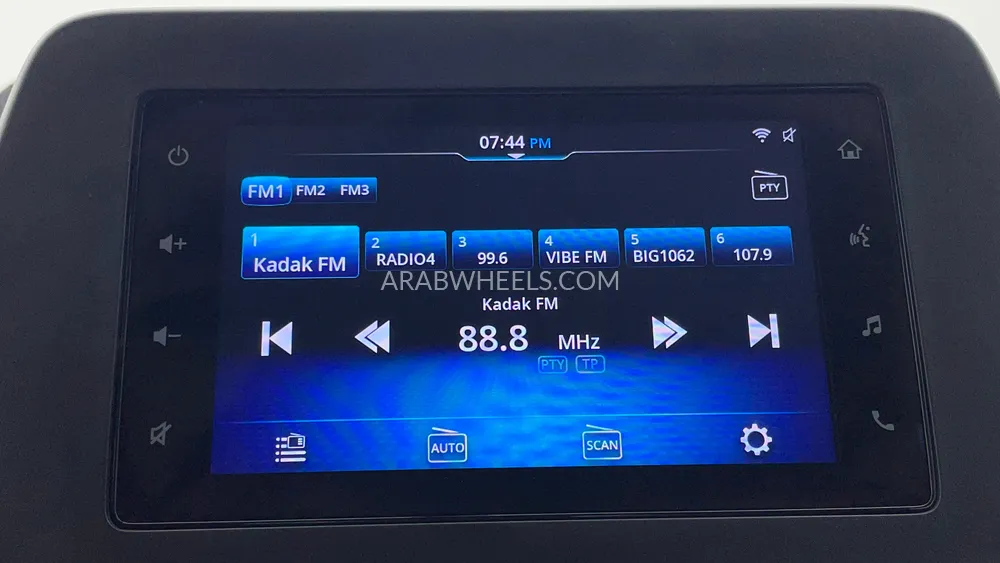 07:44 PM
FM1 FM2 FM3
PTY
1 2 3 4 5 6
Kadak FM RADIO4 99.6 VIBE FM BIG1062 107.9
ARABWHEELS.COM
Kadak FM
88.8 MHz
PTY TP
AUTO SCAN